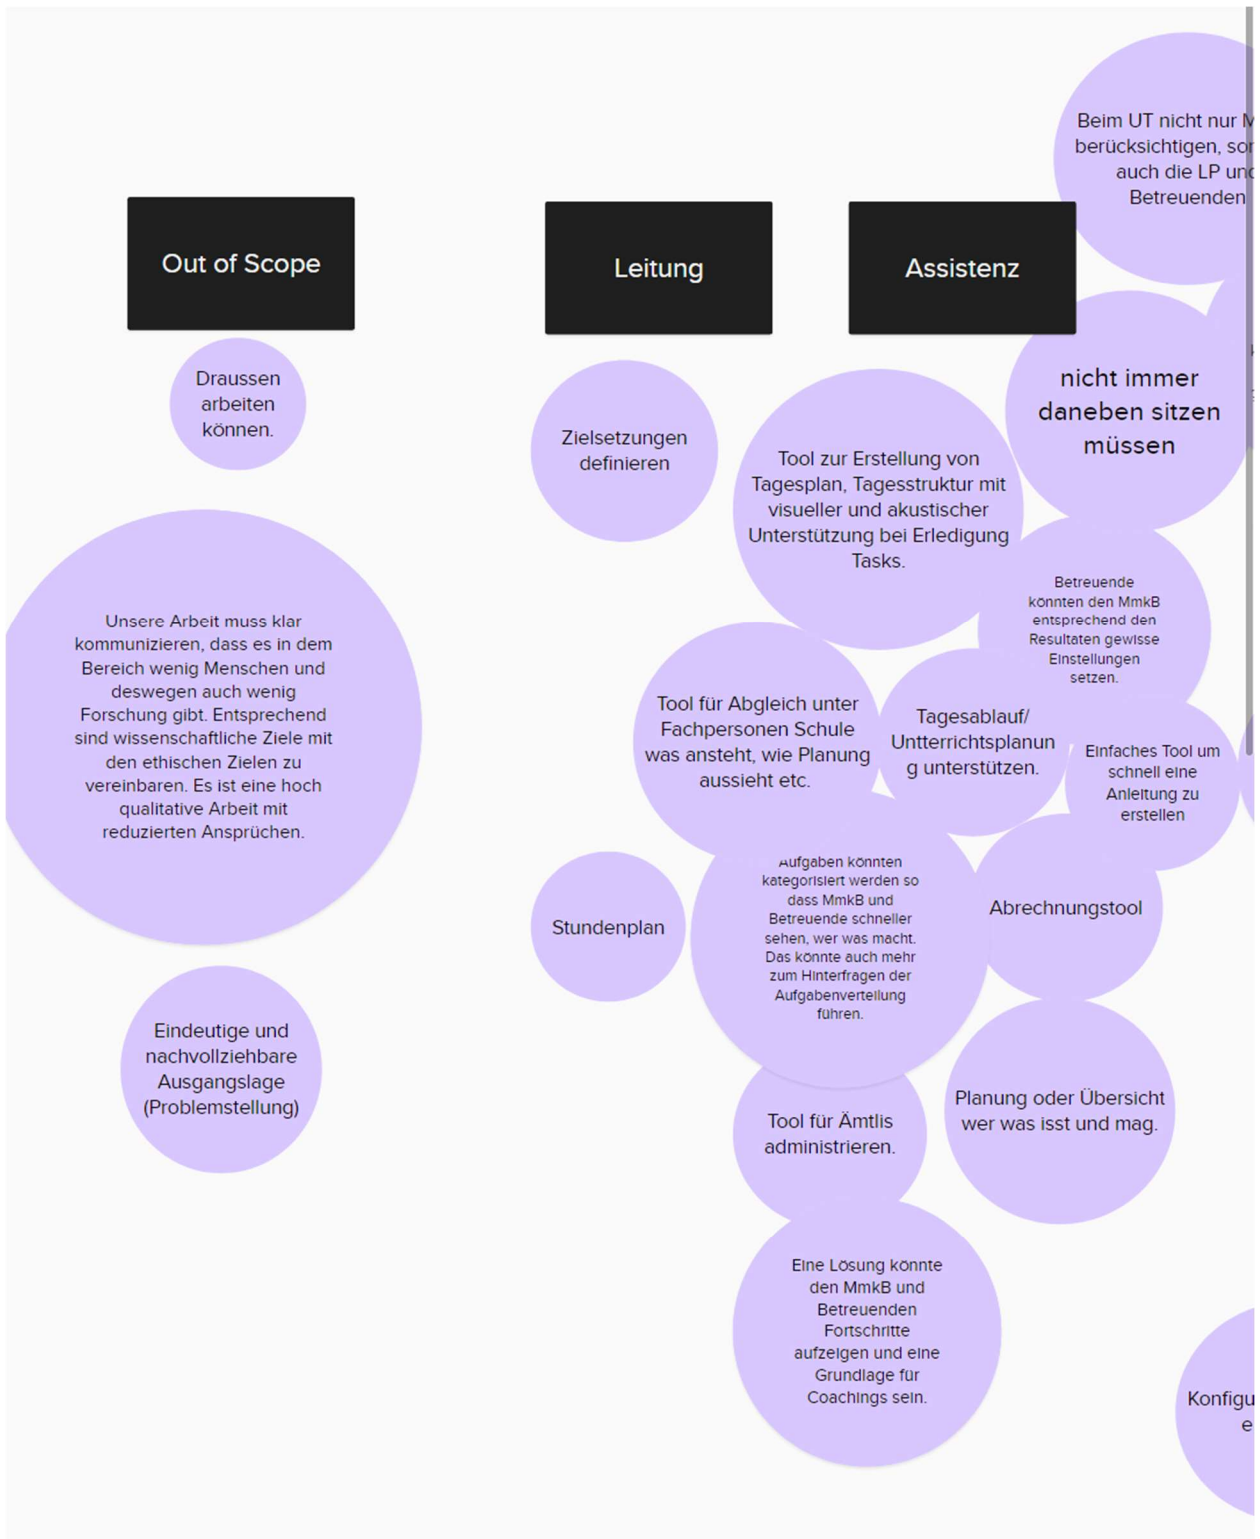 Beim UT nicht nur
berücksichtigen,
auch die LP und
Betreuenden
Out of Scope
Leitung
Assistenz
Draussen
arbeiten
können.
nicht immer
daneben sitzen
müssen
Zielsetzungen
definieren
Tool zur Erstellung von
Tagesplan, Tagesstruktur mit
visueller und akustischer
Unterstützung bei Erledigung
Tasks.
Betreuende
könnten den MmkB
entsprechend den
Resultaten gewisse
Einstellungen
setzen.
Unsere Arbeit muss klar
kommunizieren, dass es in dem
Bereich wenig Menschen und
deswegen auch wenig
Forschung gibt. Entsprechend
sind wissenschaftliche Ziele mit
den ethischen Zielen zu
vereinbaren. Es ist eine hoch
qualitative Arbeit mit
reduzierten Ansprüchen.
Tool für Abgleich unter
Fachpersonen Schule
was ansteht, wie Planung
aussieht etc.
Tagesablauf/
Untterrichtsplanun
g unterstützen.
Einfaches Tool um
schnell eine
Anleitung zu
erstellen
Aufgaben könnten
kategorisiert werden so
dass MmkB und
Betreuende schneller
sehen, wer was macht.
Das könnte auch mehr
zum Hinterfragen der
Aufgabenverteilung
führen.
Abrechnungstool
Stundenplan
Eindeutige und
nachvollziehbare
Ausgangslage
(Problemstellung)
Planung oder Übersicht
wer was isst und mag.
Tool für Ämtlis
administrieren.
Eine Lösung könnte
den MmkB und
Betreuenden
Fortschritte
aufzeigen und eine
Grundlage für
Coachings sein.
Konfigu
e